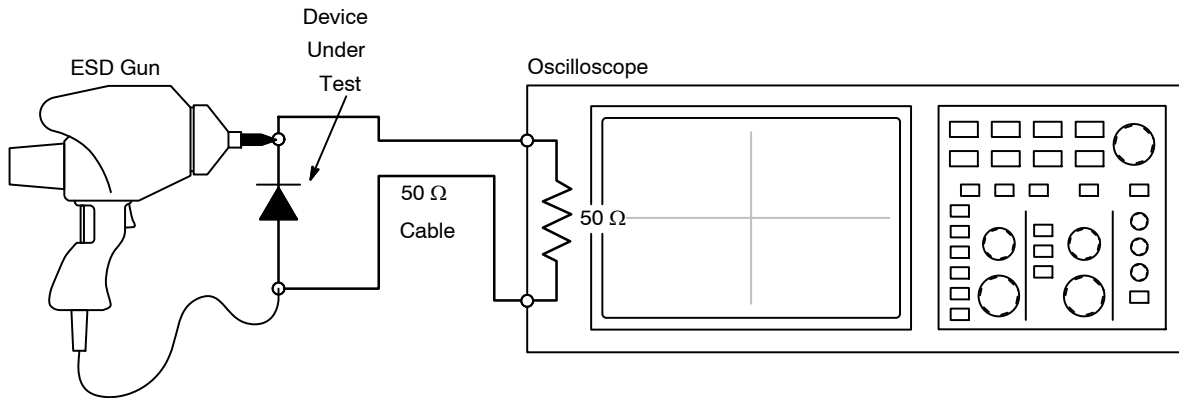 Device
Under
Test
ESD Gun
Oscilloscope
50 Ω
Cable
50 Ω